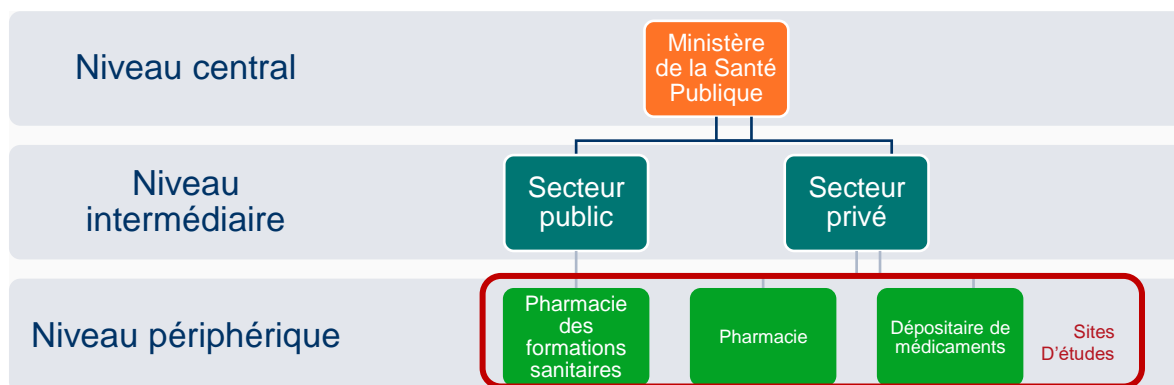 Niveau central
Ministère
de la Santé
Publique
Niveau
intermédiaire
Secteur
public
Secteur
privé
Niveau périphérique
Pharmacie
des
formations
sanitaires
Pharmacie
Dépositaire de
médicaments
Sites
D'études